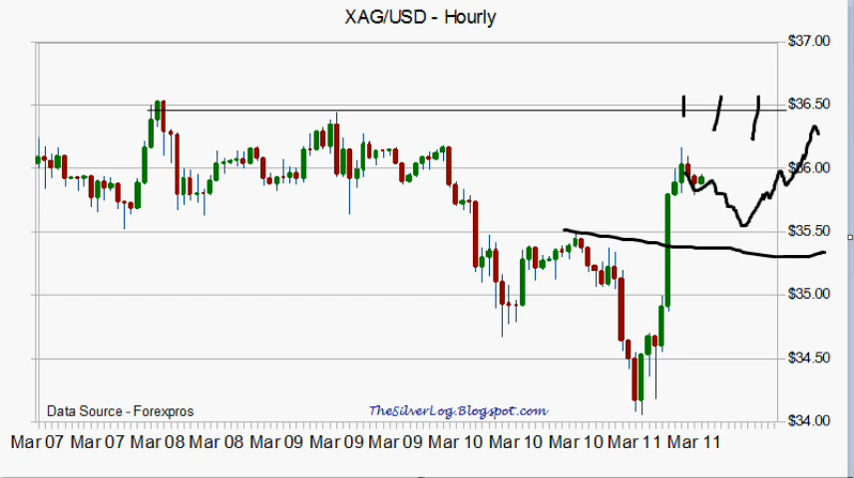 XAG/USD - Hourly
$37.00
$36.50
$36.00
$35.50
$35.00
$34.50
$34.00
Data Source - Forexpros
TheSilverLog.Blogspot.com
Mar 07 Mar 07 Mar 08 Mar 08 Mar 09 Mar 09 Mar 09 Mar 10 Mar 10 Mar 10 Mar 11 Mar 11